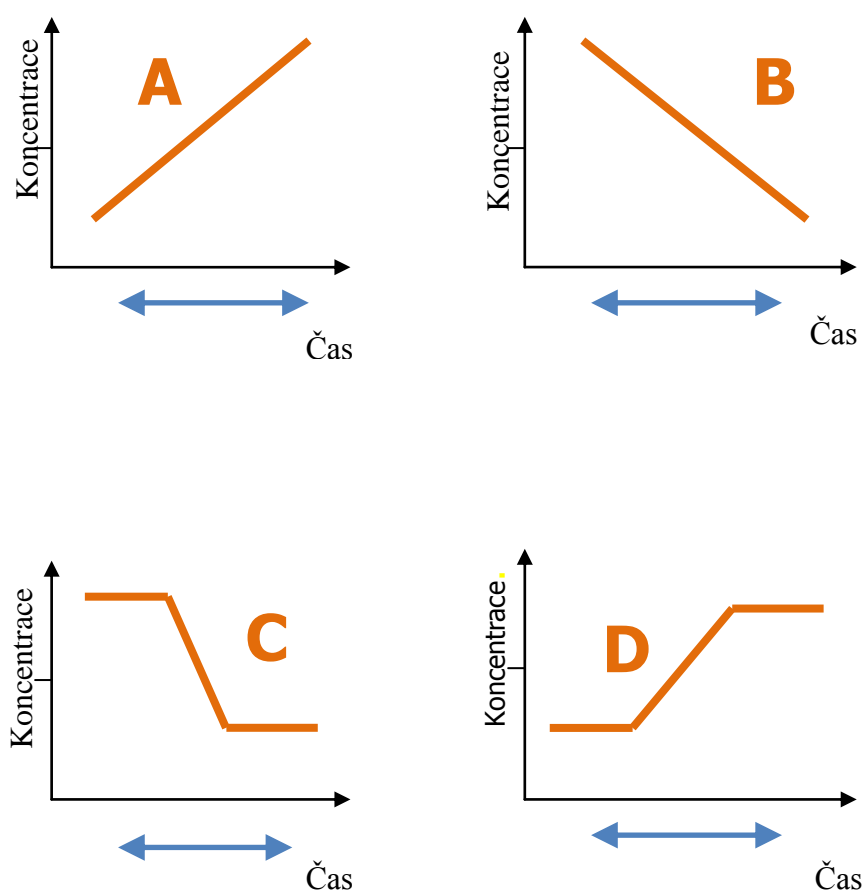 Koncentrace
A
Čas
Koncentrace
B
Čas
Koncentrace
C
Čas
Koncentrace
D
Čas